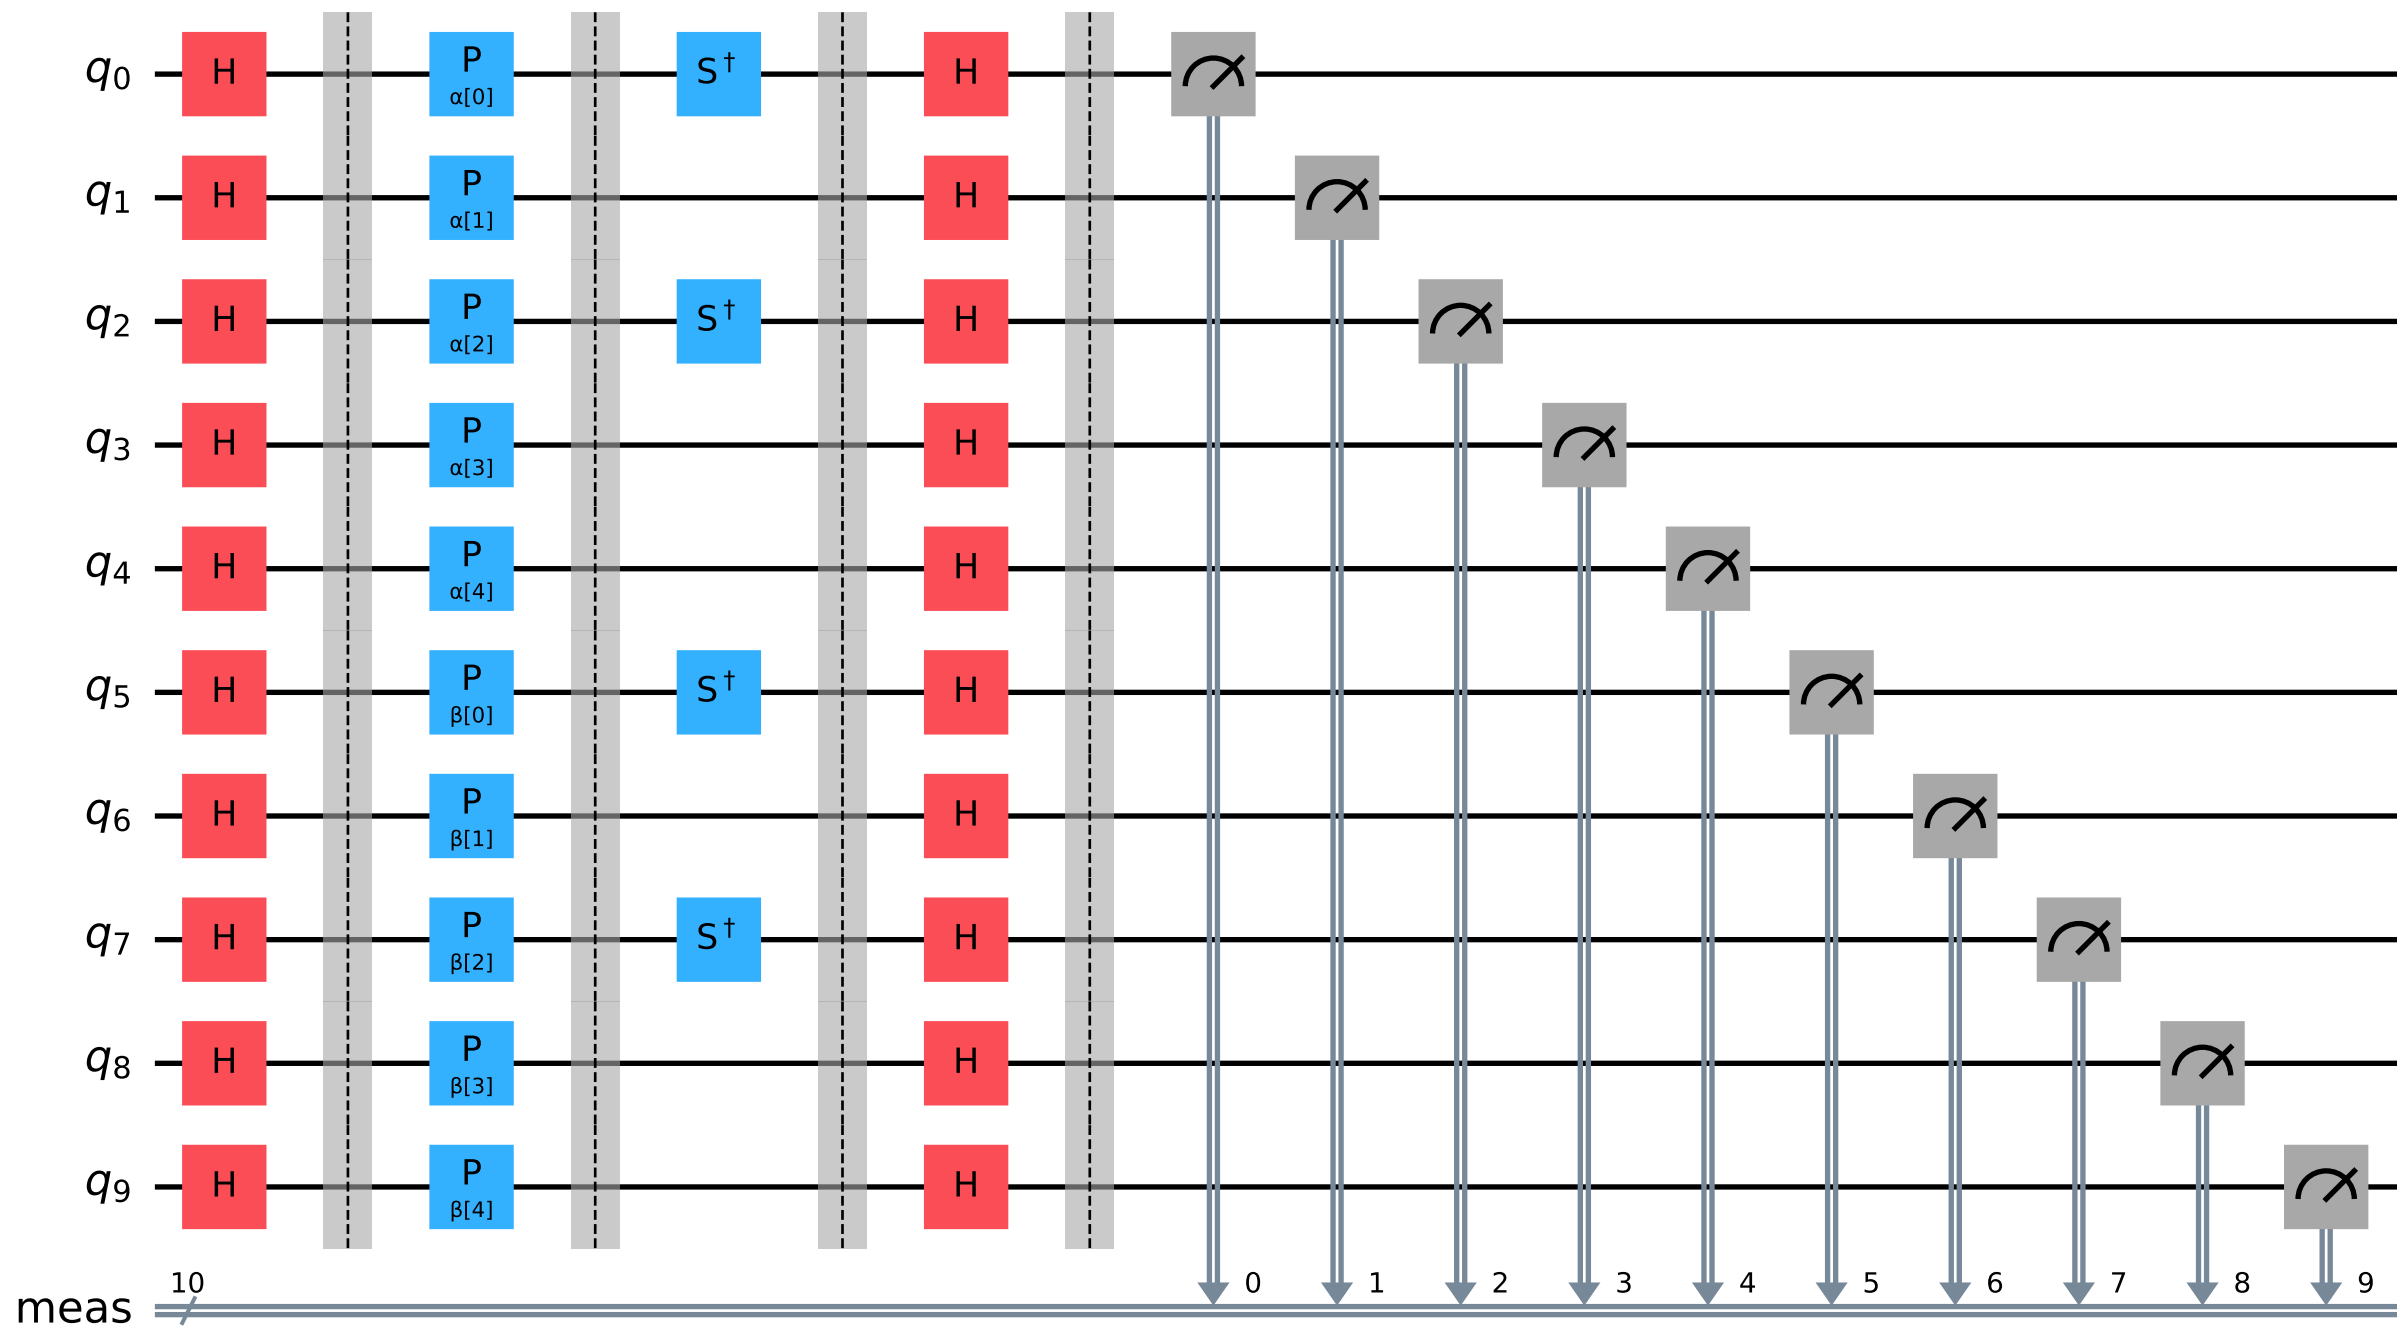 q0 H P α[0] S† H
q1 H P α[1] H
q2 H P α[2] S† H
q3 H P α[3] H
q4 H P α[4] H
q5 H P β[0] S† H
q6 H P β[1] H
q7 H P β[2] S† H
q8 H P β[3] H
q9 H P β[4] H
10 0 1 2 3 4 5 6 7 8 9
meas